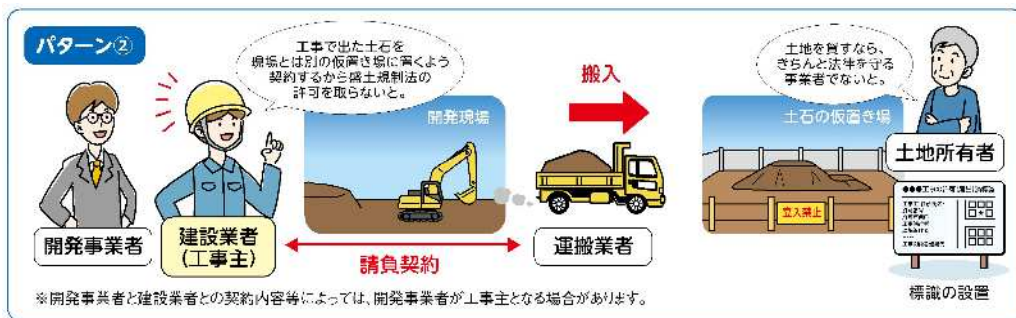 パターン②
工事で出た土石を
現場とは別の仮置き場に置くよう
契約するから盛土規制法の
許可を取らないと。
開発現場
搬入
土地を貸すなら、
きちんと法律を守る
事業者でないと。
土石の仮置き場
土地所有者
立入禁止
開発事業者
建設業者
(工事主)
請負契約
運搬業者
標識の設置
※開発事業者と建設業者との契約内容等によっては、開発事業者が工事主となる場合があります。